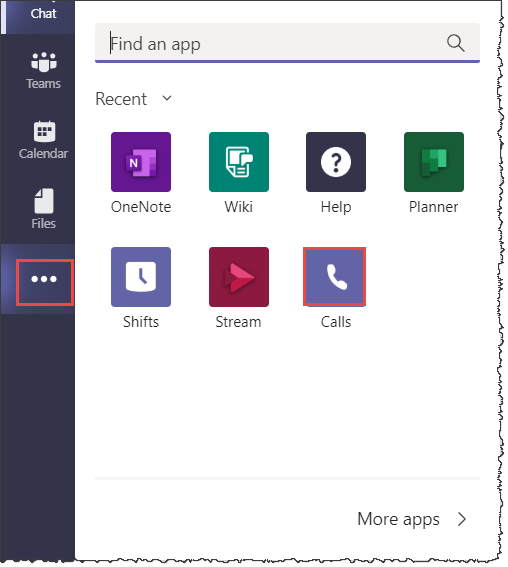 Chat
Teams
Calendar
Files
Find an app
Recent
N
OneNote
Wiki
?
Help
Planner
Shifts
Stream
Calls
More apps